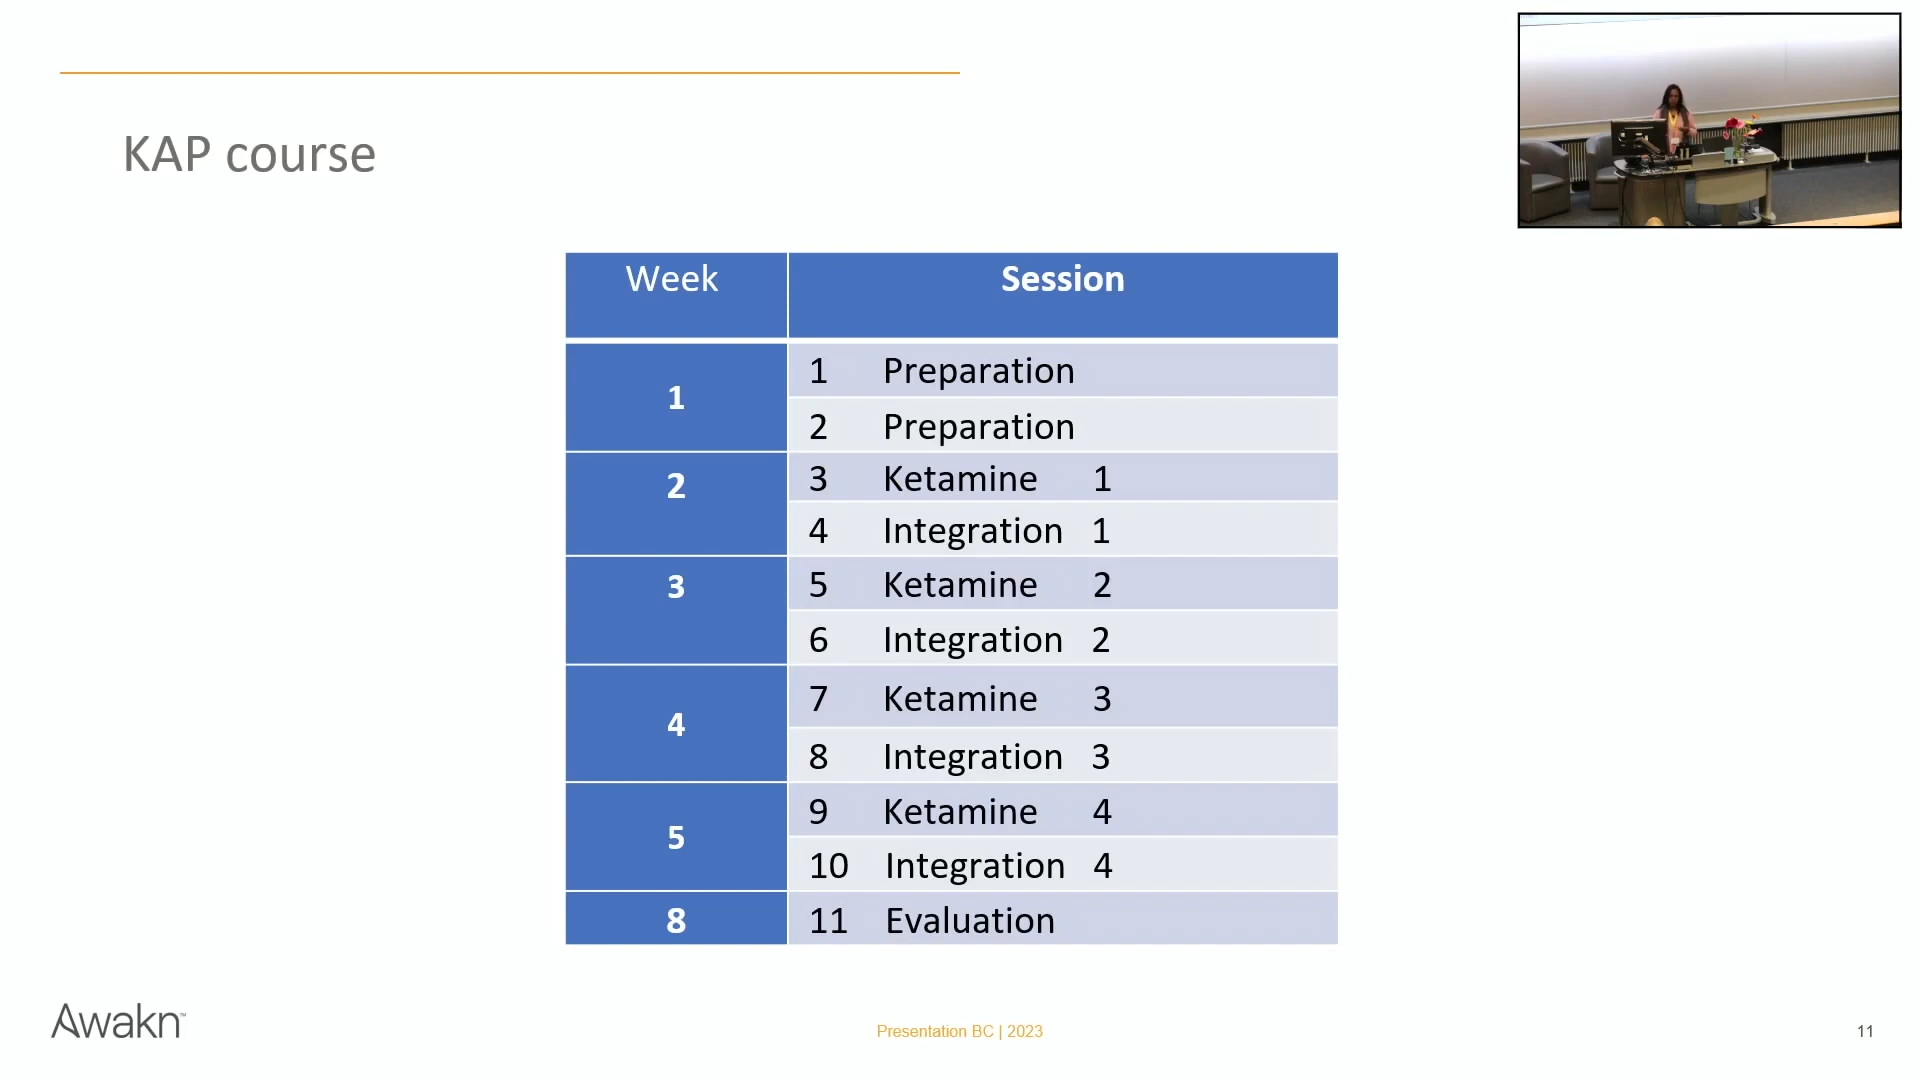 KAP course
Week Session
1
1 Preparation
2 Preparation
2
3 Ketamine 1
4 Integration 1
3
5 Ketamine 2
6 Integration 2
4
7 Ketamine 3
8 Integration 3
5
9 Ketamine 4
10 Integration 4
8
11 Evaluation
Awakn™
Presentation BC | 2023
11